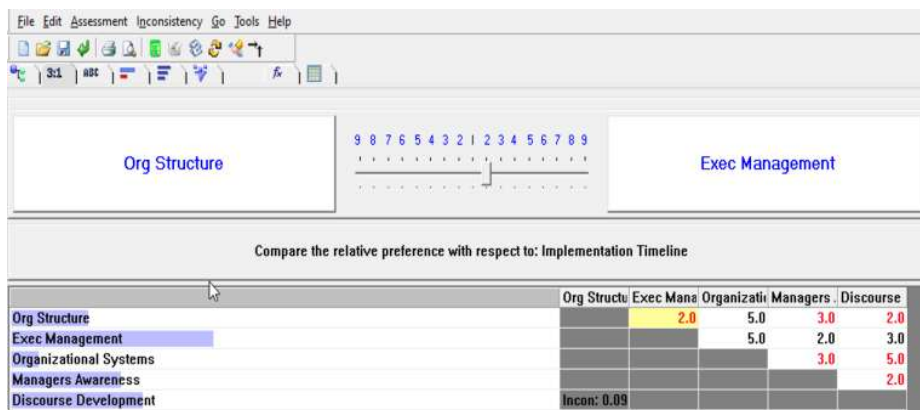 File Edit Assessment Inconsistency Go Tools Help
3:1 ABC fx
9 8 7 6 5 4 3 2 1 2 3 4 5 6 7 8 9
Org Structure Exec Management
Compare the relative preference with respect to: Implementation Timeline
Org Structu Exec Mana Organizati Managers . Discourse
Org Structure 2.0 5.0 3.0 2.0
Exec Management 5.0 2.0 3.0
Organizational Systems 3.0 5.0
Managers Awareness 2.0
Discourse Development Incon: 0.09